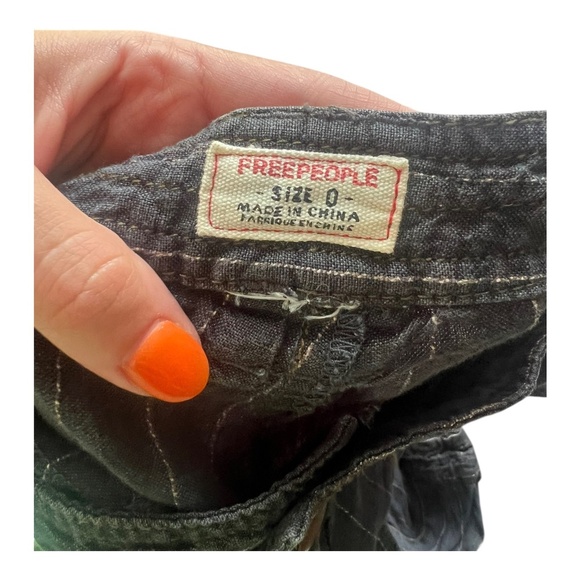 FREEPEOPLE
- SIZE 0 -
MADE IN CHINA
FABRIQUE EN CHINE